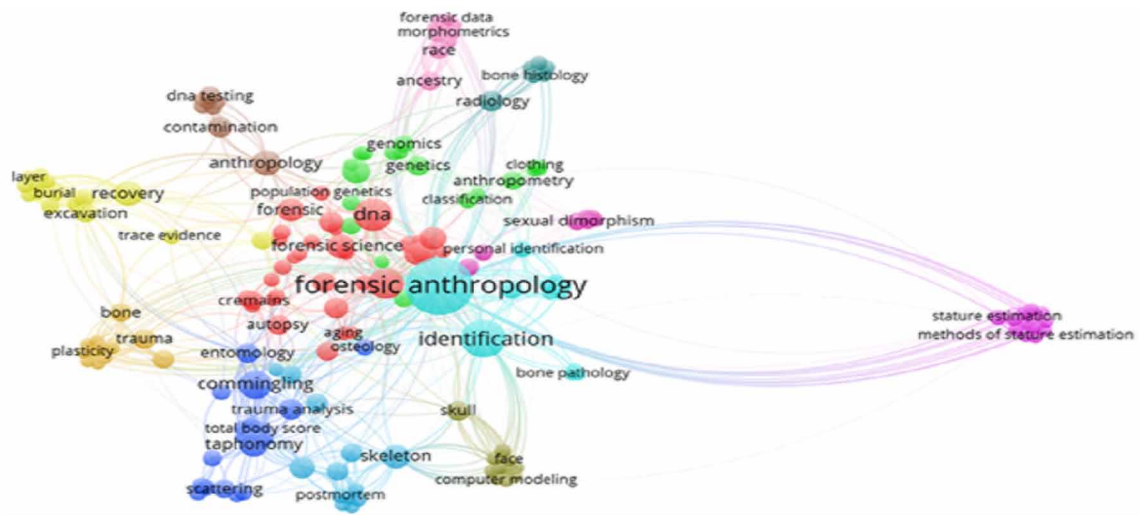 forensic data
morphometrics
race
ancestry
bone histology
radiology
dna testing
contamination
anthropology
genomics
genetics
clothing
anthropometry
classification
layer
burial
recovery
excavation
population genetics
forensic
dna
sexual dimorphism
trace evidence
forensic science
personal identification
forensic anthropology
cremains
autopsy
aging
osteology
identification
stature estimation
methods of stature estimation
bone
trauma
plasticity
entomology
commingling
bone pathology
trauma analysis
skull
total body score
taphonomy
skeleton
face
computer modeling
scattering
postmortem